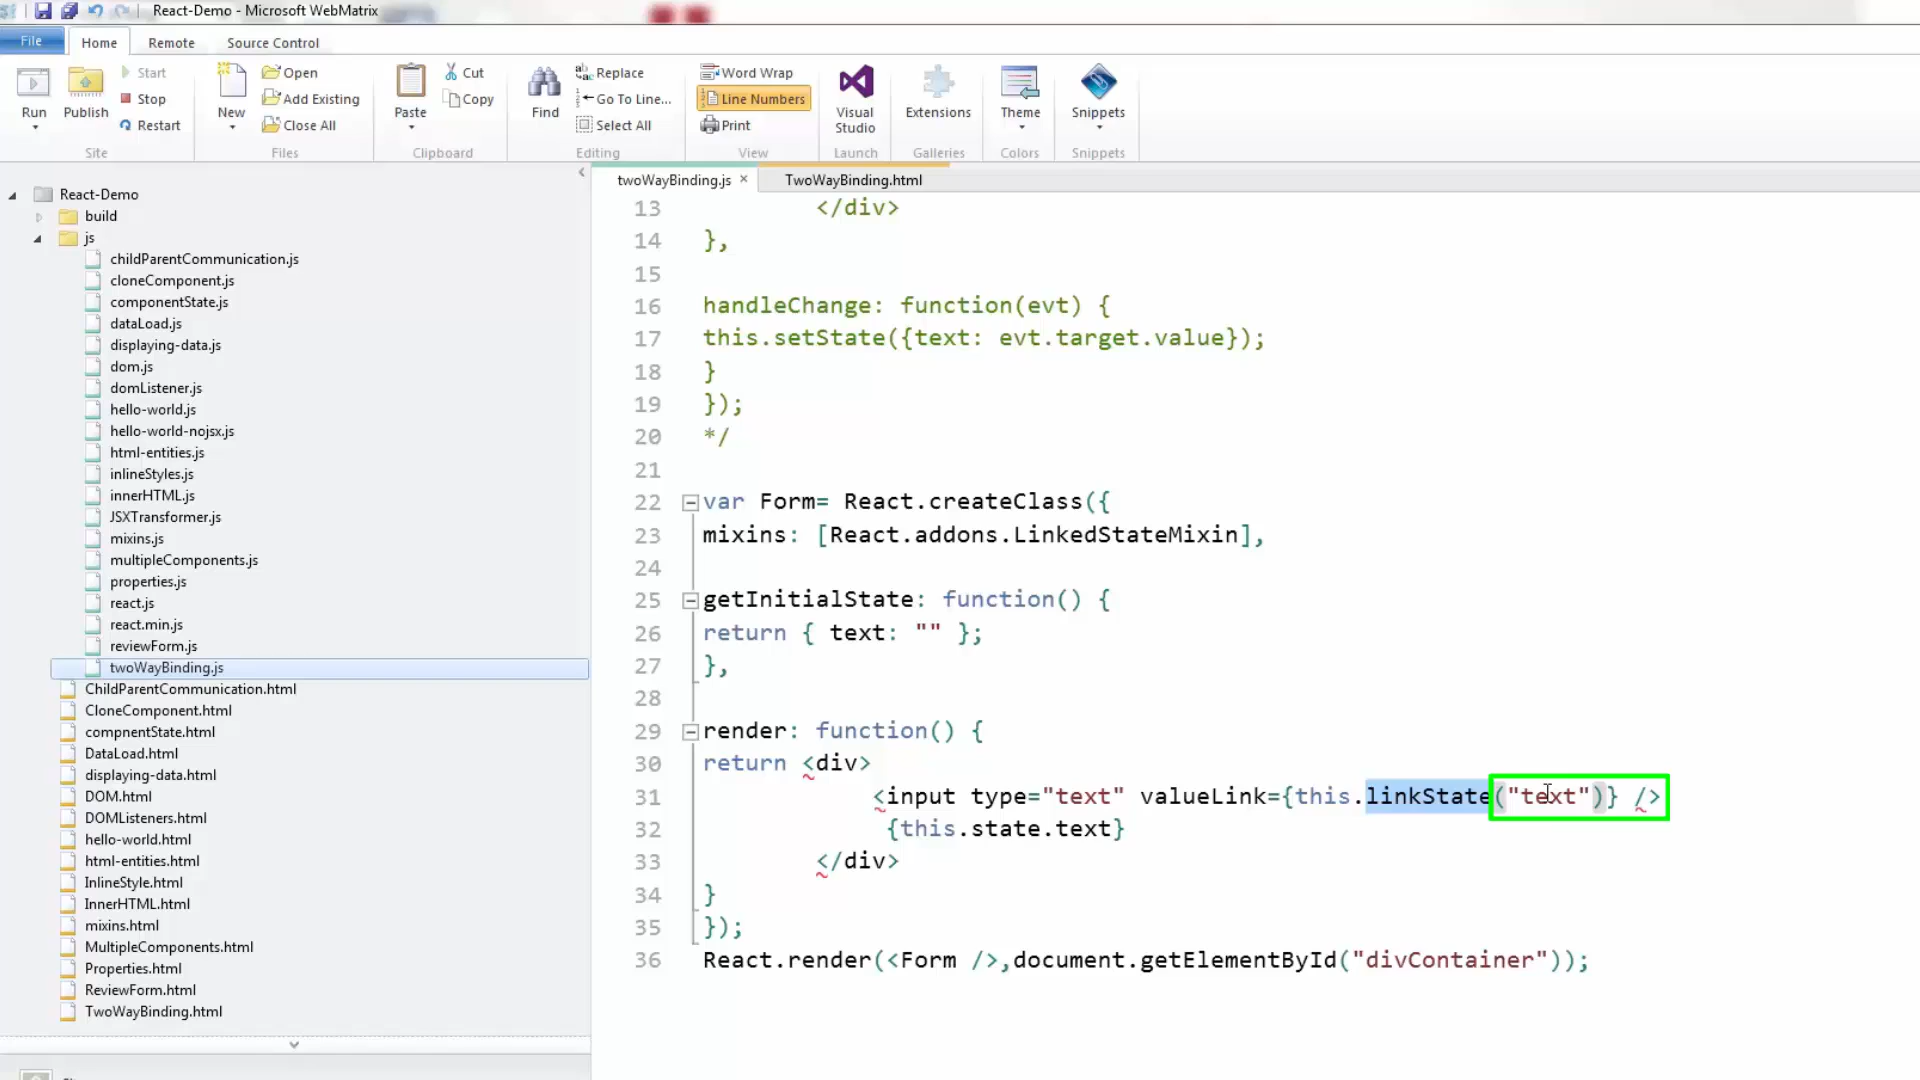 React-Demo - Microsoft WebMatrix
File Home Remote Source Control
Run
Publish
Start
Stop
Restart
Site
New
Open
Add Existing
Close All
Files
Paste
Cut
Copy
Clipboard
Find
Replace
Go To Line...
Select All
Editing
Word Wrap
Line Numbers
Print
View
Visual
Studio
Launch
Extensions
Galleries
Theme
Colors
Snippets
Snippets
React-Demo
build
js
childParentCommunication.js
cloneComponent.js
componentState.js
dataLoad.js
displaying-data.js
dom.js
domListener.js
hello-world.js
hello-world-nojsx.js
html-entities.js
inlineStyles.js
innerHTML.js
JSXTransformer.js
mixins.js
multipleComponents.js
properties.js
react.js
react.min.js
reviewForm.js
twoWayBinding.js
ChildParentCommunication.html
CloneComponent.html
compnentState.html
DataLoad.html
displaying-data.html
DOM.html
DOMListeners.html
hello-world.html
html-entities.html
InlineStyle.html
InnerHTML.html
mixins.html
MultipleComponents.html
Properties.html
ReviewForm.html
TwoWayBinding.html
twoWayBinding.js × TwoWayBinding.html
13 </div>
14 },
15
16 handleChange: function(evt) {
17 this.setState({text: evt.target.value});
18 }
19 });
20 */
21
22 var Form= React.createClass({
23 mixins: [React.addons.LinkedStateMixin],
24
25 getInitialState: function() {
26 return { text: "" };
27 },
28
29 render: function() {
30 return <div>
31 <input type="text" valueLink={this.linkState("text")} />
32 {this.state.text}
33 </div>
34 }
35 });
36 React.render(<Form />,document.getElementById("divContainer"));